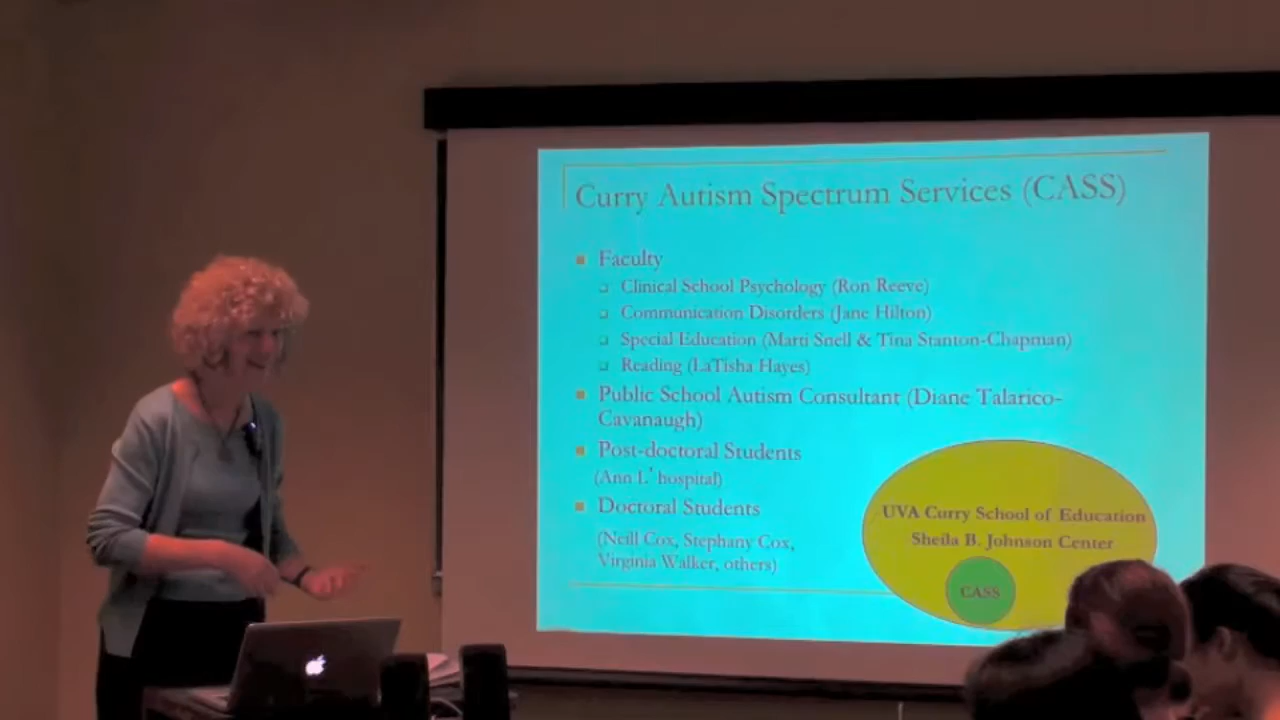 Curry Autism Spectrum Services (CASS)
Faculty
Clinical School Psychology (Ron Reeve)
Communication Disorders (Jane Hilton)
Special Education (Marti Snell & Tina Stanton-Chapman)
Reading (LaTisha Hayes)
Public School Autism Consultant (Diane Talarico-
Cavanaugh)
Post-doctoral Students
(Ann L' hospital)
Doctoral Students
(Neill Cox, Stephany Cox,
Virginia Walker, others)
UVA Curry School of Education
Sheila B. Johnson Center
CASS